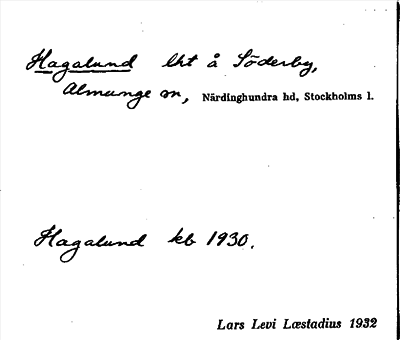 Hagalund lht å Söderby,
Almunge sn, Närdinghundra hd, Stockholms l.
Hagalund kb 1930.
Lars Levi Læstadius 1932